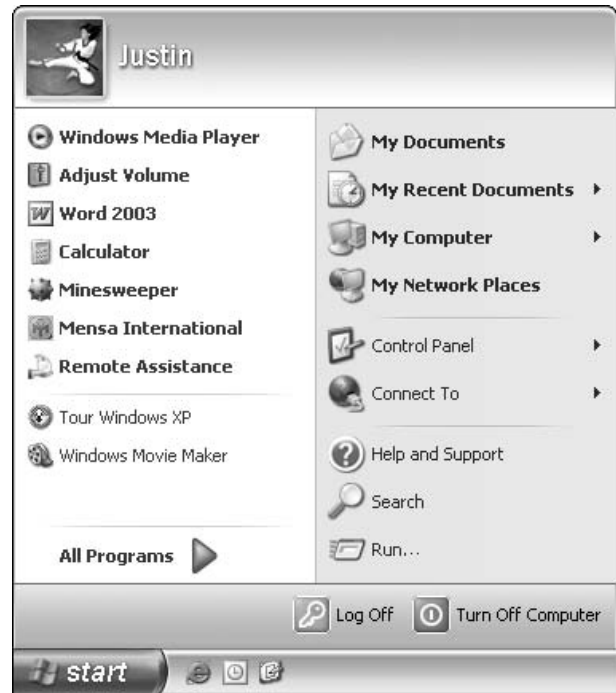 Justin
Windows Media Player
Adjust Volume
Word 2003
Calculator
Minesweeper
Mensa International
Remote Assistance
Tour Windows XP
Windows Movie Maker
All Programs
My Documents
My Recent Documents
My Computer
My Network Places
Control Panel
Connect To
Help and Support
Search
Run...
Log Off
Turn Off Computer
start